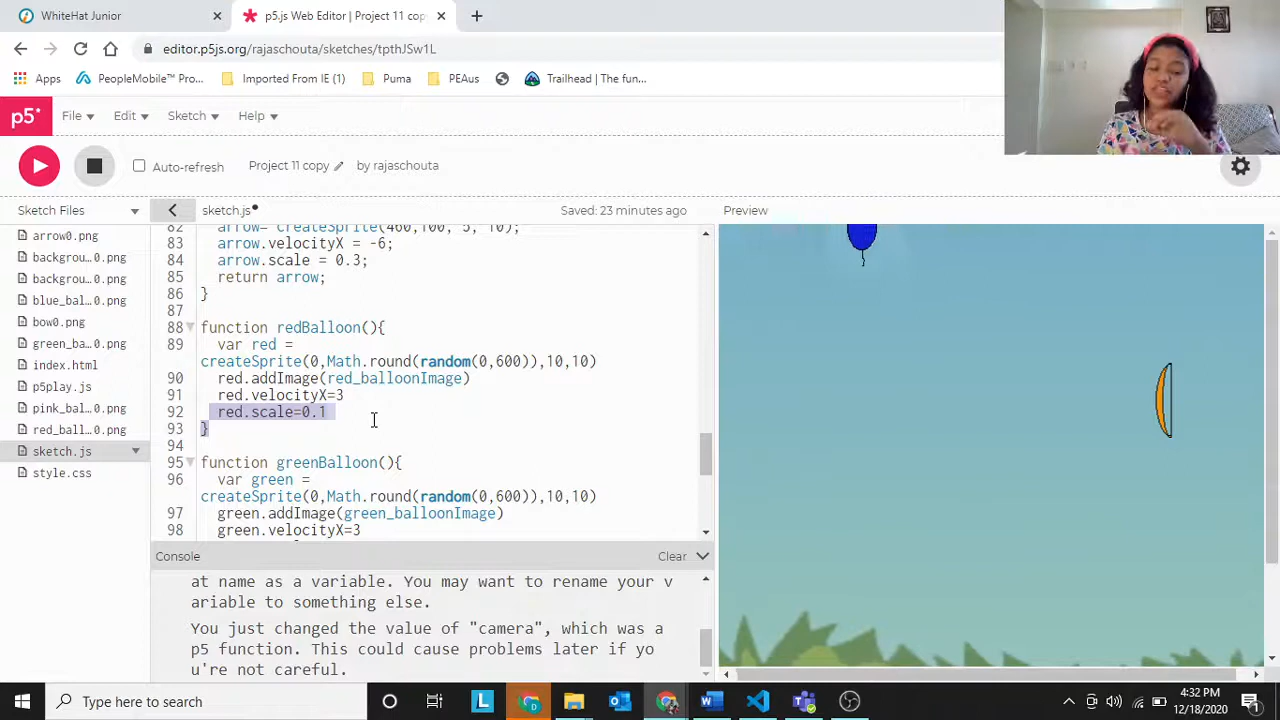 WhiteHat Junior
p5.js Web Editor | Project 11 cop
editor.p5js.org/rajaschouta/sketches/tpthJSw1L
Apps
PeopleMobile™ Pro...
Imported From IE (1)
Puma
PEAus
Trailhead | The fun...
p5*
File
Edit
Sketch
Help
Auto-refresh
Project 11 copy
by rajaschouta
Sketch Files
sketch.js
Saved: 23 minutes ago
Preview
arrow0.png
backgrou...0.png
backgrou...0.png
blue_bal...0.png
bow0.png
green_ba...0.png
index.html
p5play.js
pink_bal...0.png
red_ball...0.png
sketch.js
style.css
82 arrow= createSprite(460,100, 5, 10);
83 arrow.velocityX = -6;
84 arrow.scale = 0.3;
85 return arrow;
86 }
87
88 function redBalloon(){
89 var red =
createSprite(0,Math.round(random(0,600)),10,10)
90 red.addImage(red_balloonImage)
91 red.velocityX=3
92 red.scale=0.1
93 }
94
95 function greenBalloon(){
96 var green =
createSprite(0,Math.round(random(0,600)),10,10)
97 green.addImage(green_balloonImage)
98 green.velocityX=3
Console
Clear
at name as a variable. You may want to rename your v
ariable to something else.
You just changed the value of "camera", which was a
p5 function. This could cause problems later if yo
u're not careful.
Type here to search
4:32 PM
12/18/2020